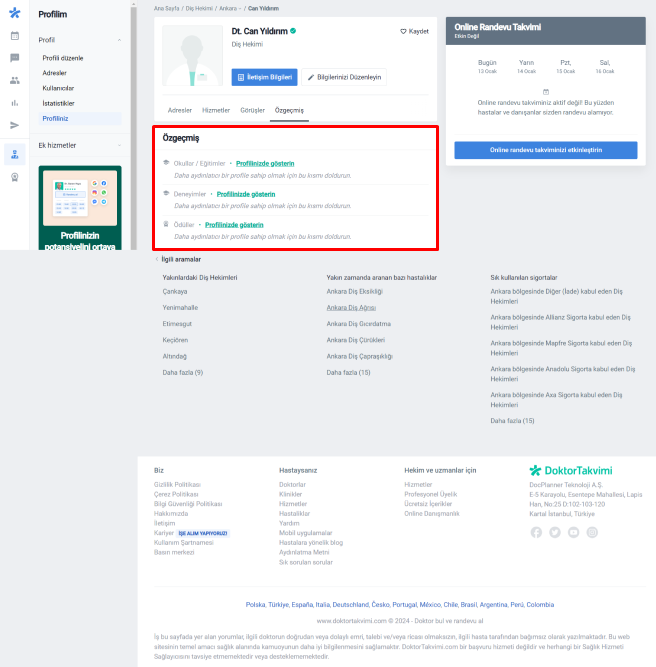 Profilim
Profil
Profili düzenle
Adresler
Kullanıcılar
İstatistikler
Profiliniz
Ek hizmetler
Profilinizin
potansiyelini ortaya
Ana Sayfa / Diş Hekimi / Ankara / Can Yıldırım
Dt. Can Yıldırım
Diş Hekimi
Kaydet
İletişim Bilgileri
Bilgilerinizi Düzenleyin
Adresler Hizmetler Görüşler Özgeçmiş
Özgeçmiş
Okullar / Eğitimler • Profilinizde gösterin
Daha aydınlatıcı bir profile sahip olmak için bu kısmı doldurun.
Deneyimler • Profilinizde gösterin
Daha aydınlatıcı bir profile sahip olmak için bu kısmı doldurun.
Ödüller • Profilinizde gösterin
Daha aydınlatıcı bir profile sahip olmak için bu kısmı doldurun.
Online Randevu Takvimi
Etkin Değil
Bugün Yarın Pzt, Sal,
13 Ocak 14 Ocak 15 Ocak 16 Ocak
Online randevu takviminiz aktif değil! Bu yüzden
hastalar ve danışanlar sizden randevu alamıyor.
Online randevu takviminizi etkinleştirin
İlgili aramalar
Yakınlardaki Diş Hekimleri
Çankaya
Yenimahalle
Etimesgut
Keçiören
Altındağ
Daha fazla (9)
Yakın zamanda aranan bazı hastalıklar
Ankara Diş Eksikliği
Ankara Diş Ağrısı
Ankara Diş Gıcırdatma
Ankara Diş Çürükleri
Ankara Diş Çapraşıklığı
Daha fazla (15)
Sık kullanılan sigortalar
Ankara bölgesinde Diğer (İade) kabul eden Diş
Hekimleri
Ankara bölgesinde Allianz Sigorta kabul eden Diş
Hekimleri
Ankara bölgesinde Mapfre Sigorta kabul eden Diş
Hekimleri
Ankara bölgesinde Anadolu Sigorta kabul eden Diş
Hekimleri
Ankara bölgesinde Axa Sigorta kabul eden Diş
Hekimleri
Daha fazla (15)
Biz
Gizlilik Politikası
Çerez Politikası
Bilgi Güvenliği Politikası
Hakkımızda
İletişim
Kariyer İŞE ALIM YAPIYORUZ!
Kullanım Şartnamesi
Basın merkezi
Hastaysanız
Doktorlar
Klinikler
Hizmetler
Hastalıklar
Yardım
Mobil uygulamalar
Hastalara yönelik blog
Aydınlatma Metni
Sık sorulan sorular
Hekim ve uzmanlar için
Hizmetler
Profesyonel Üyelik
Ücretsiz İçerikler
Online Danışmanlık
DoktorTakvimi
DocPlanner Teknoloji A.Ş.
E-5 Karayolu, Esentepe Mahallesi, Lapis
Han, No:25 D:102-103-120
Kartal İstanbul, Türkiye
Polska, Türkiye, España, Italia, Deutschland, Česko, Portugal, México, Chile, Brasil, Argentina, Perú, Colombia
www.doktortakvimi.com © 2024 - Doktor bul ve randevu al
İş bu sayfada yer alan yorumlar, ilgili doktorun doğrudan veya dolaylı emri, talebi ve/veya ricası olmaksızın, ilgili hasta tarafından bağımsız olarak yazılmaktadır. Bu web
sitesinin temel amacı sağlık alanında kamuoyunun daha iyi bilgilenmesini sağlamaktır. DoktorTakvimi.com bir başvuru hizmeti değildir ve herhangi bir Sağlık Hizmeti
Sağlayıcısını tavsiye etmemektedir veya desteklememektedir.